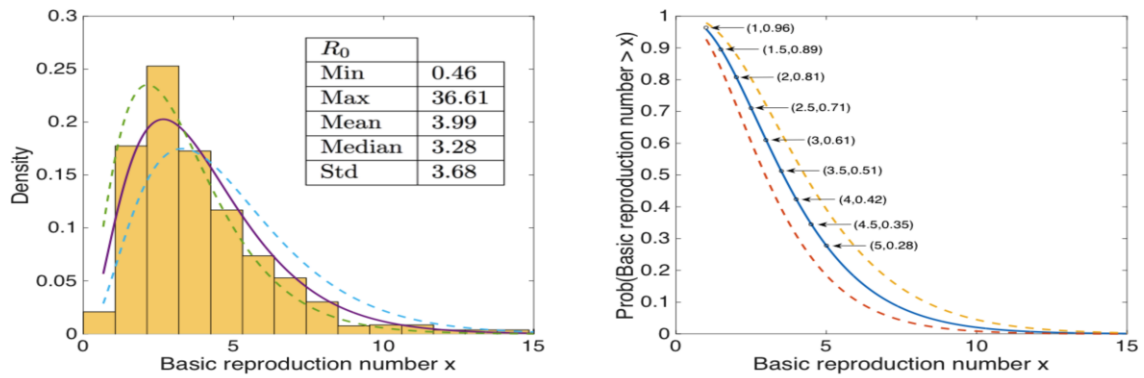 0.3
0.25
0.2
0.15
0.1
0.05
0
Density
R0
Min 0.46
Max 36.61
Mean 3.99
Median 3.28
Std 3.68
0 5 10 15
Basic reproduction number x
1
0.9
0.8
0.7
0.6
0.5
0.4
0.3
0.2
0.1
0
Prob(Basic reproduction number > x)
(1,0.96)
(1.5,0.89)
(2,0.81)
(2.5,0.71)
(3,0.61)
(3.5,0.51)
(4,0.42)
(4.5,0.35)
(5,0.28)
0 5 10 15
Basic reproduction number x